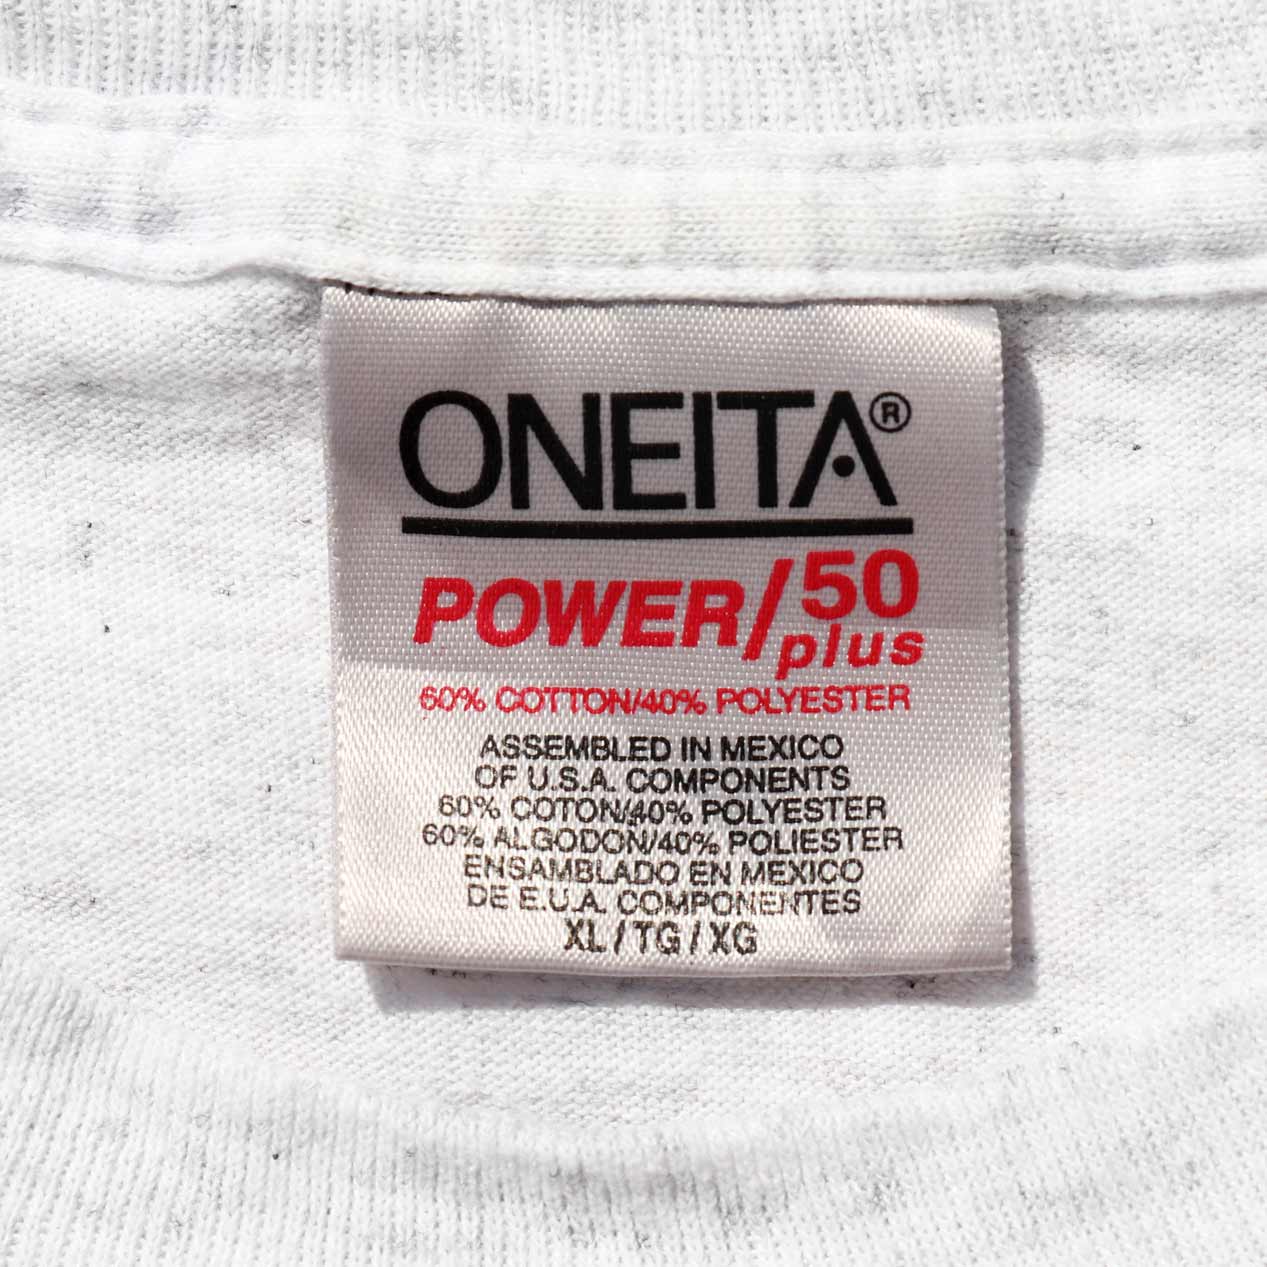 ONEITA®
POWER/50 plus
60% COTTON/40% POLYESTER
ASSEMBLED IN MEXICO
OF U.S.A. COMPONENTS
60% COTON/40% POLYESTER
60% ALGODON/40% POLIESTER
ENSAMBLADO EN MEXICO
DE E.U.A. COMPONENTES
XL / TG / XG